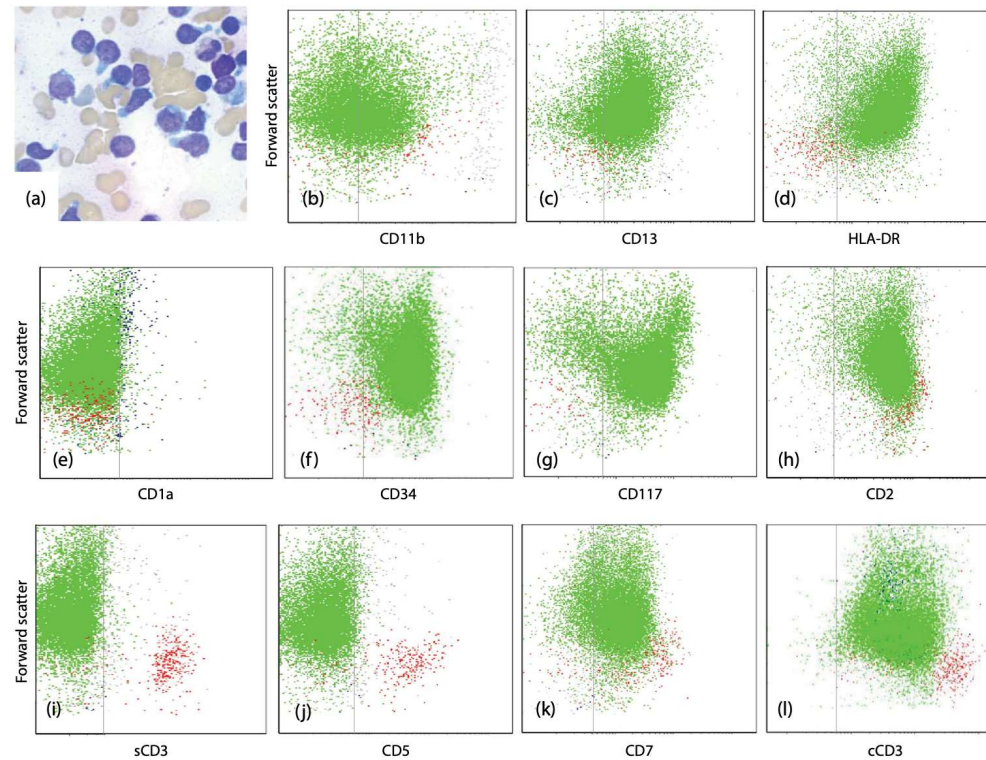 (a)
Forward scatter
(b)
CD11b
(c)
CD13
(d)
HLA-DR
Forward scatter
(e)
CD1a
(f)
CD34
(g)
CD117
(h)
CD2
Forward scatter
(i)
sCD3
(j)
CD5
(k)
CD7
(l)
cCD3